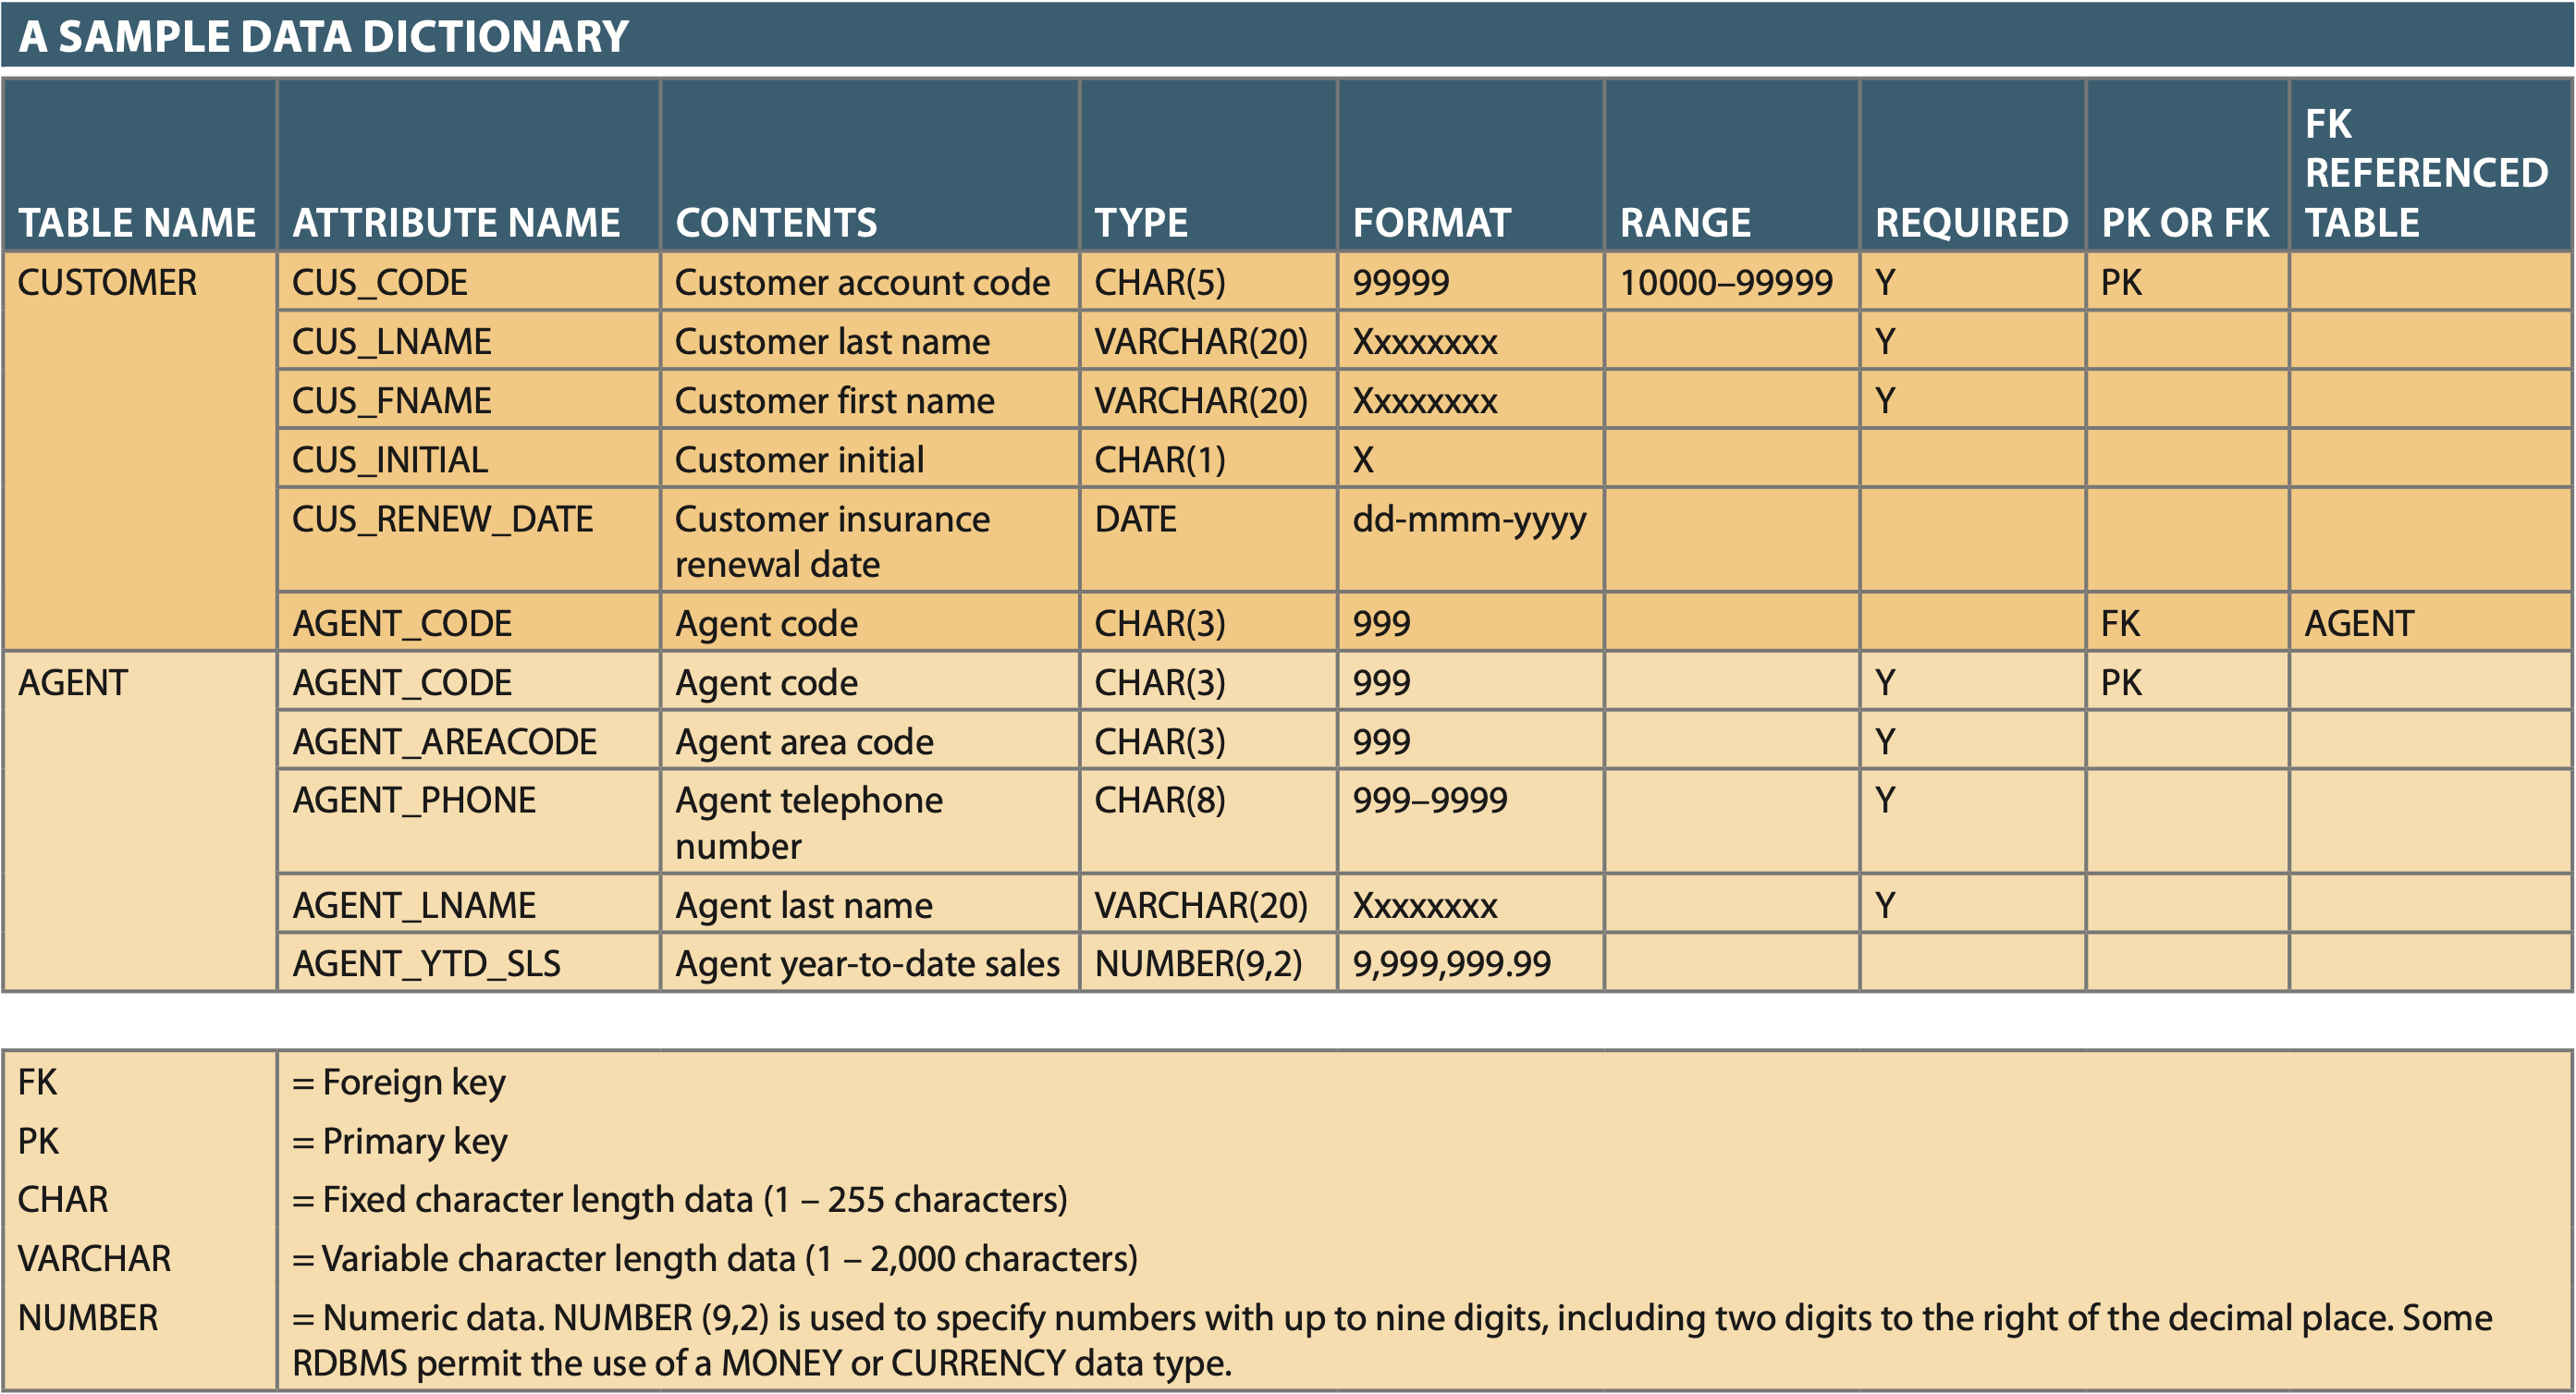 A SAMPLE DATA DICTIONARY
TABLE NAME ATTRIBUTE NAME CONTENTS TYPE FORMAT RANGE REQUIRED PK OR FK FK REFERENCED TABLE
CUSTOMER CUS_CODE Customer account code CHAR(5) 99999 10000–99999 Y PK
CUS_LNAME Customer last name VARCHAR(20) Xxxxxxxx Y
CUS_FNAME Customer first name VARCHAR(20) Xxxxxxxx Y
CUS_INITIAL Customer initial CHAR(1) X
CUS_RENEW_DATE Customer insurance renewal date DATE dd-mmm-yyyy
AGENT_CODE Agent code CHAR(3) 999 FK AGENT
AGENT AGENT_CODE Agent code CHAR(3) 999 Y PK
AGENT_AREACODE Agent area code CHAR(3) 999 Y
AGENT_PHONE Agent telephone number CHAR(8) 999–9999 Y
AGENT_LNAME Agent last name VARCHAR(20) Xxxxxxxx Y
AGENT_YTD_SLS Agent year-to-date sales NUMBER(9,2) 9,999,999.99
FK = Foreign key
PK = Primary key
CHAR = Fixed character length data (1 – 255 characters)
VARCHAR = Variable character length data (1 – 2,000 characters)
NUMBER = Numeric data. NUMBER (9,2) is used to specify numbers with up to nine digits, including two digits to the right of the decimal place. Some
RDBMS permit the use of a MONEY or CURRENCY data type.